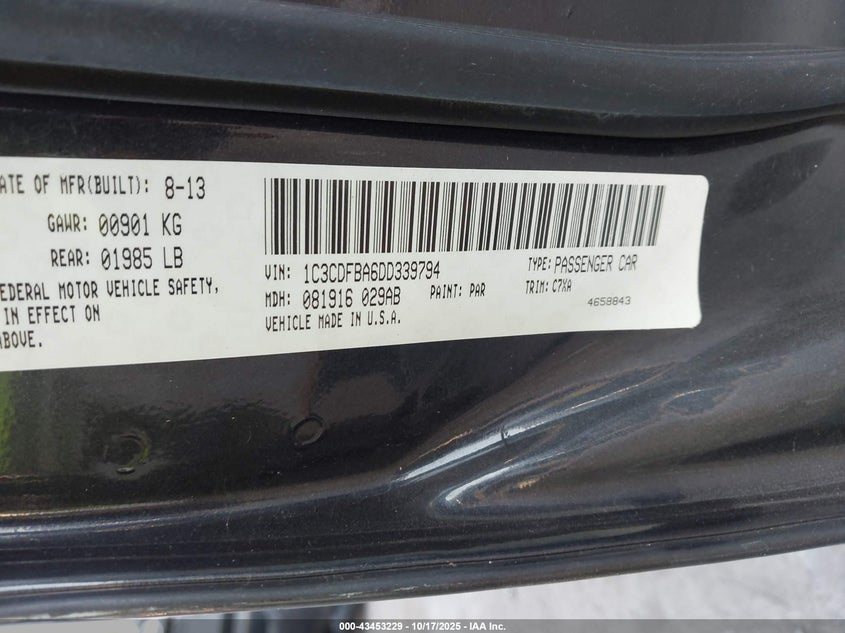 ATE OF MFR(BUILT): 8-13
GAWR: 00901 KG
REAR: 01985 LB
EDERAL MOTOR VEHICLE SAFETY,
IN EFFECT ON
ABOVE.
VIN: 1C3CDFBA6DD339794
TYPE: PASSENGER CAR
MDH: 081916 029AB
PAINT: PAR
TRIM: C7XA
VEHICLE MADE IN U.S.A.
4658843
000-43453229 - 10/17/2025 - IAA Inc.